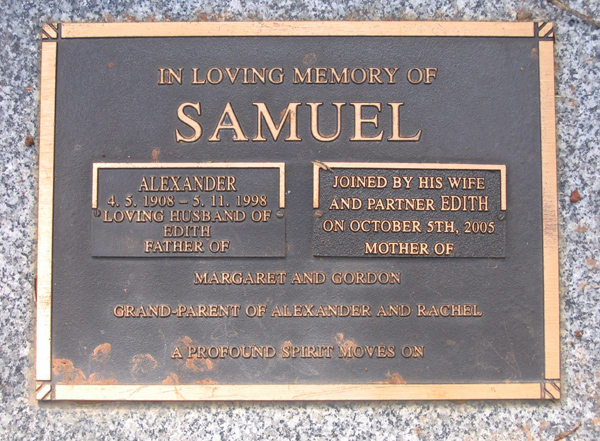 IN LOVING MEMORY OF
SAMUEL
ALEXANDER
4. 5. 1908 – 5. 11. 1998
LOVING HUSBAND OF
EDITH
FATHER OF
JOINED BY HIS WIFE
AND PARTNER EDITH
ON OCTOBER 5TH, 2005
MOTHER OF
MARGARET AND GORDON
GRAND-PARENT OF ALEXANDER AND RACHEL
A PROFOUND SPIRIT MOVES ON